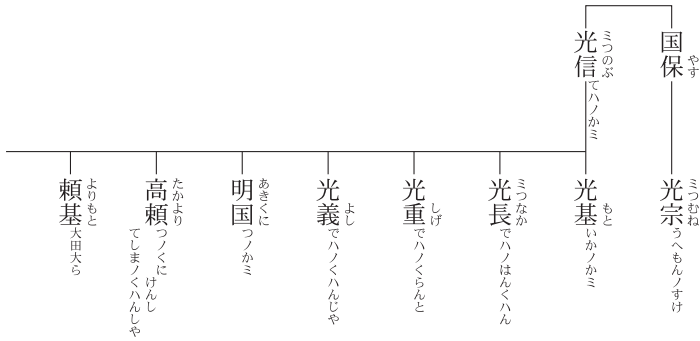 国保
やす
光信
ミつのぶ
てハノかミ
光宗
ミつむね
うへもんノすけ
光基
もと
いかノかミ
光長
ミつなか
でハノはんくハん
光重
しげ
でハノくらんと
光義
よし
でハノくハんじや
明国
あきくに
つノかミ
高頼
たかより
つノくに けんし
てしまノくハんしや
頼基
よりもと
大田大ら